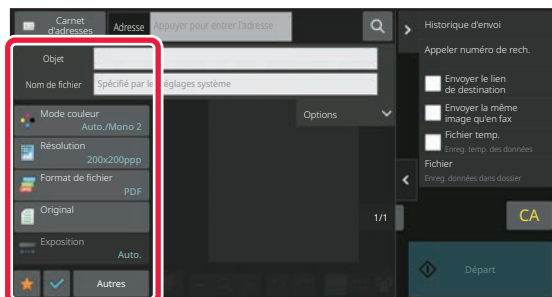 Carnet
d'adresses
Adresse
Appuyer pour entrer l'adresse
Objet
Nom de fichier
Spécifié par les réglages système
Mode couleur
Auto./Mono 2
Résolution
200x200ppp
Format de fichier
PDF
Original
Exposition
Auto.
Autres
Options
1/1
Historique d'envoi
Appeler numéro de rech.
Envoyer le lien
de destination
Envoyer la même
image qu'en fax
Fichier temp.
Enreg. temp. des données
Fichier
Enreg. données dans dossier
CA
Départ